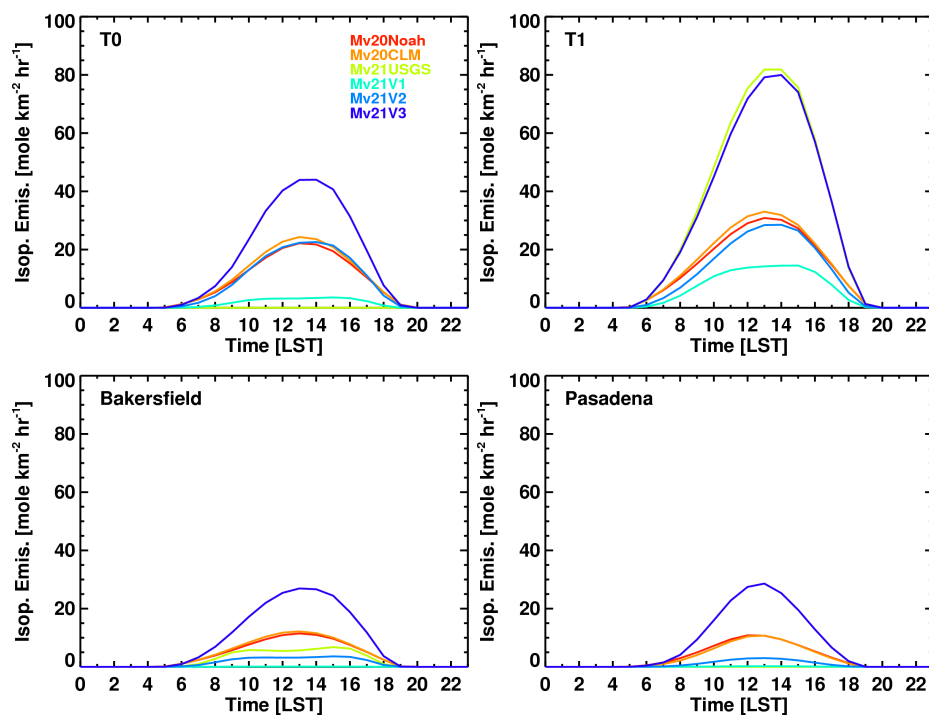 T0
Mv20Noah
Mv20CLM
Mv21USGS
Mv21V1
Mv21V2
Mv21V3
Isop. Emis. [mole km⁻² hr⁻¹]
100
80
60
40
20
0
0 2 4 6 8 10 12 14 16 18 20 22
Time [LST]
T1
Isop. Emis. [mole km⁻² hr⁻¹]
100
80
60
40
20
0
0 2 4 6 8 10 12 14 16 18 20 22
Time [LST]
Bakersfield
Isop. Emis. [mole km⁻² hr⁻¹]
100
80
60
40
20
0
0 2 4 6 8 10 12 14 16 18 20 22
Time [LST]
Pasadena
Isop. Emis. [mole km⁻² hr⁻¹]
100
80
60
40
20
0
0 2 4 6 8 10 12 14 16 18 20 22
Time [LST]